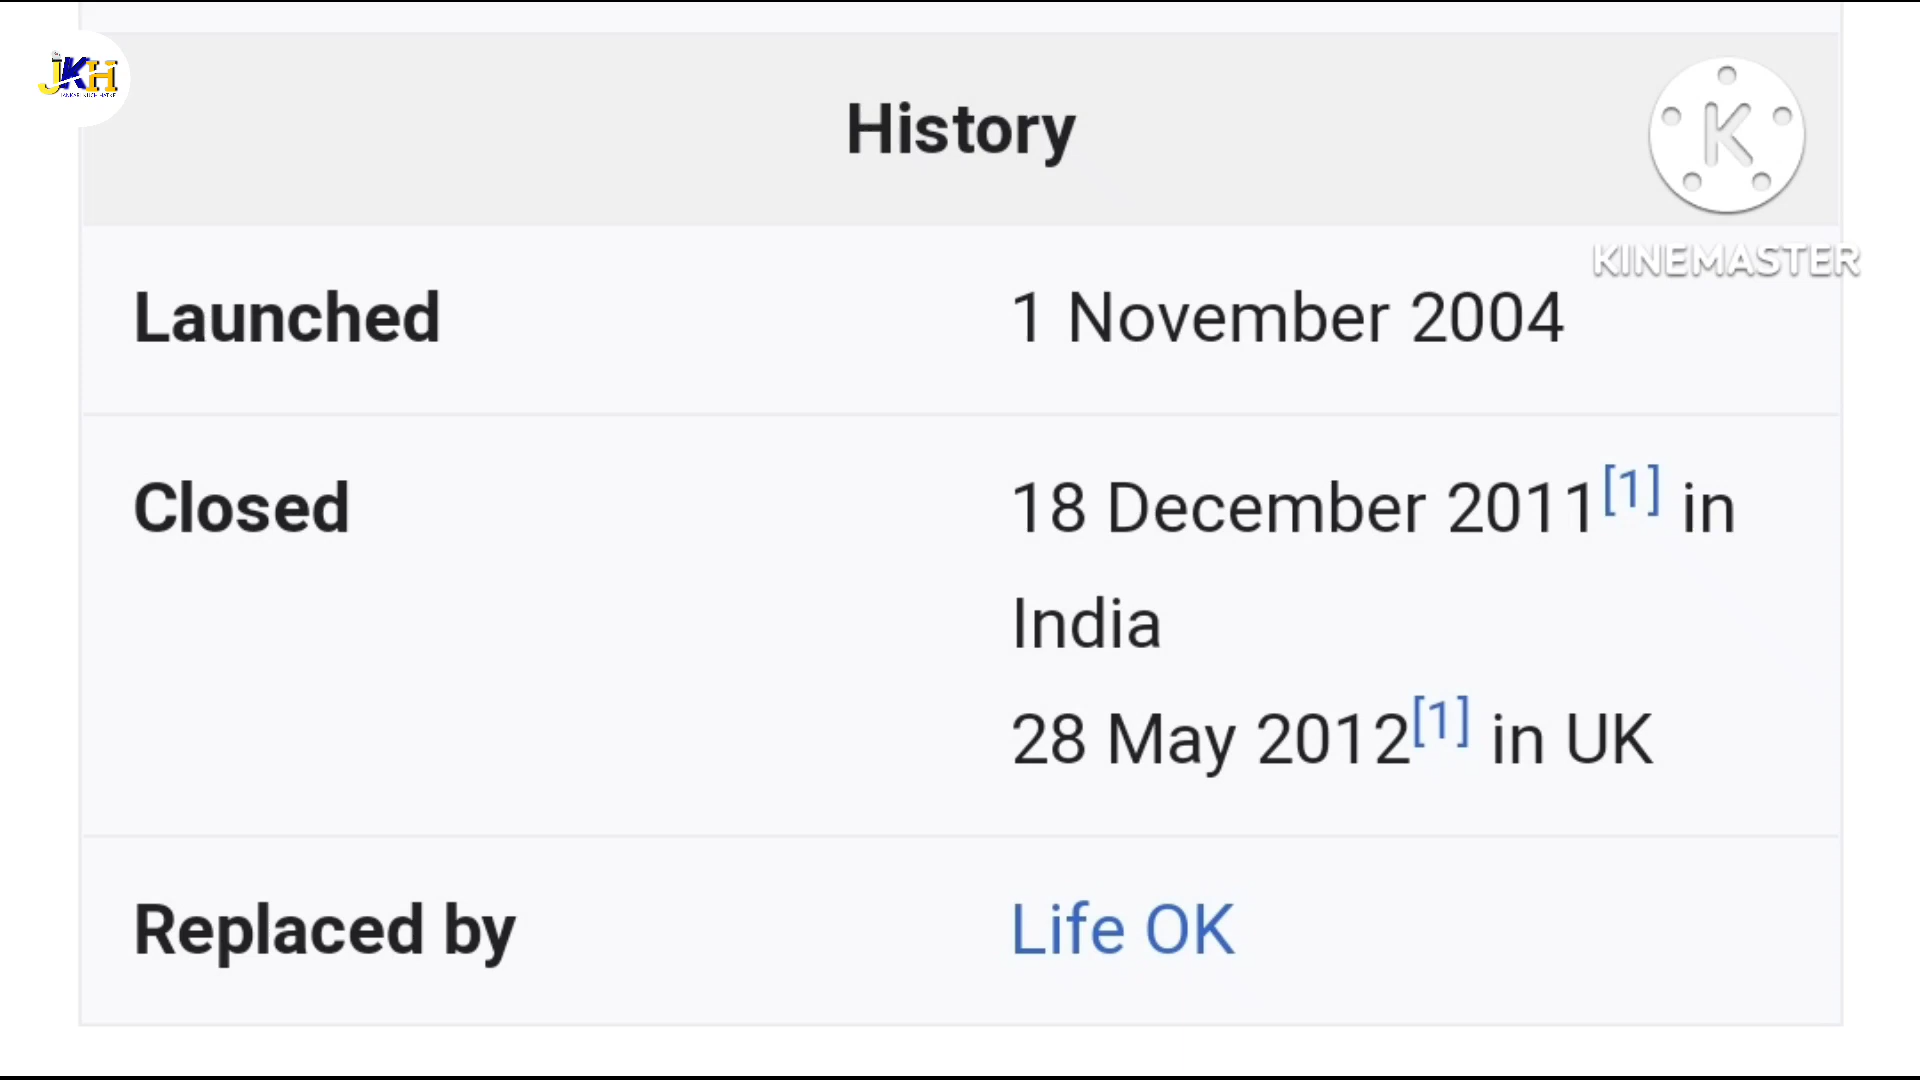 JKH
History
KINEMASTER
Launched 1 November 2004
Closed 18 December 2011[1] in
India
28 May 2012[1] in UK
Replaced by Life OK